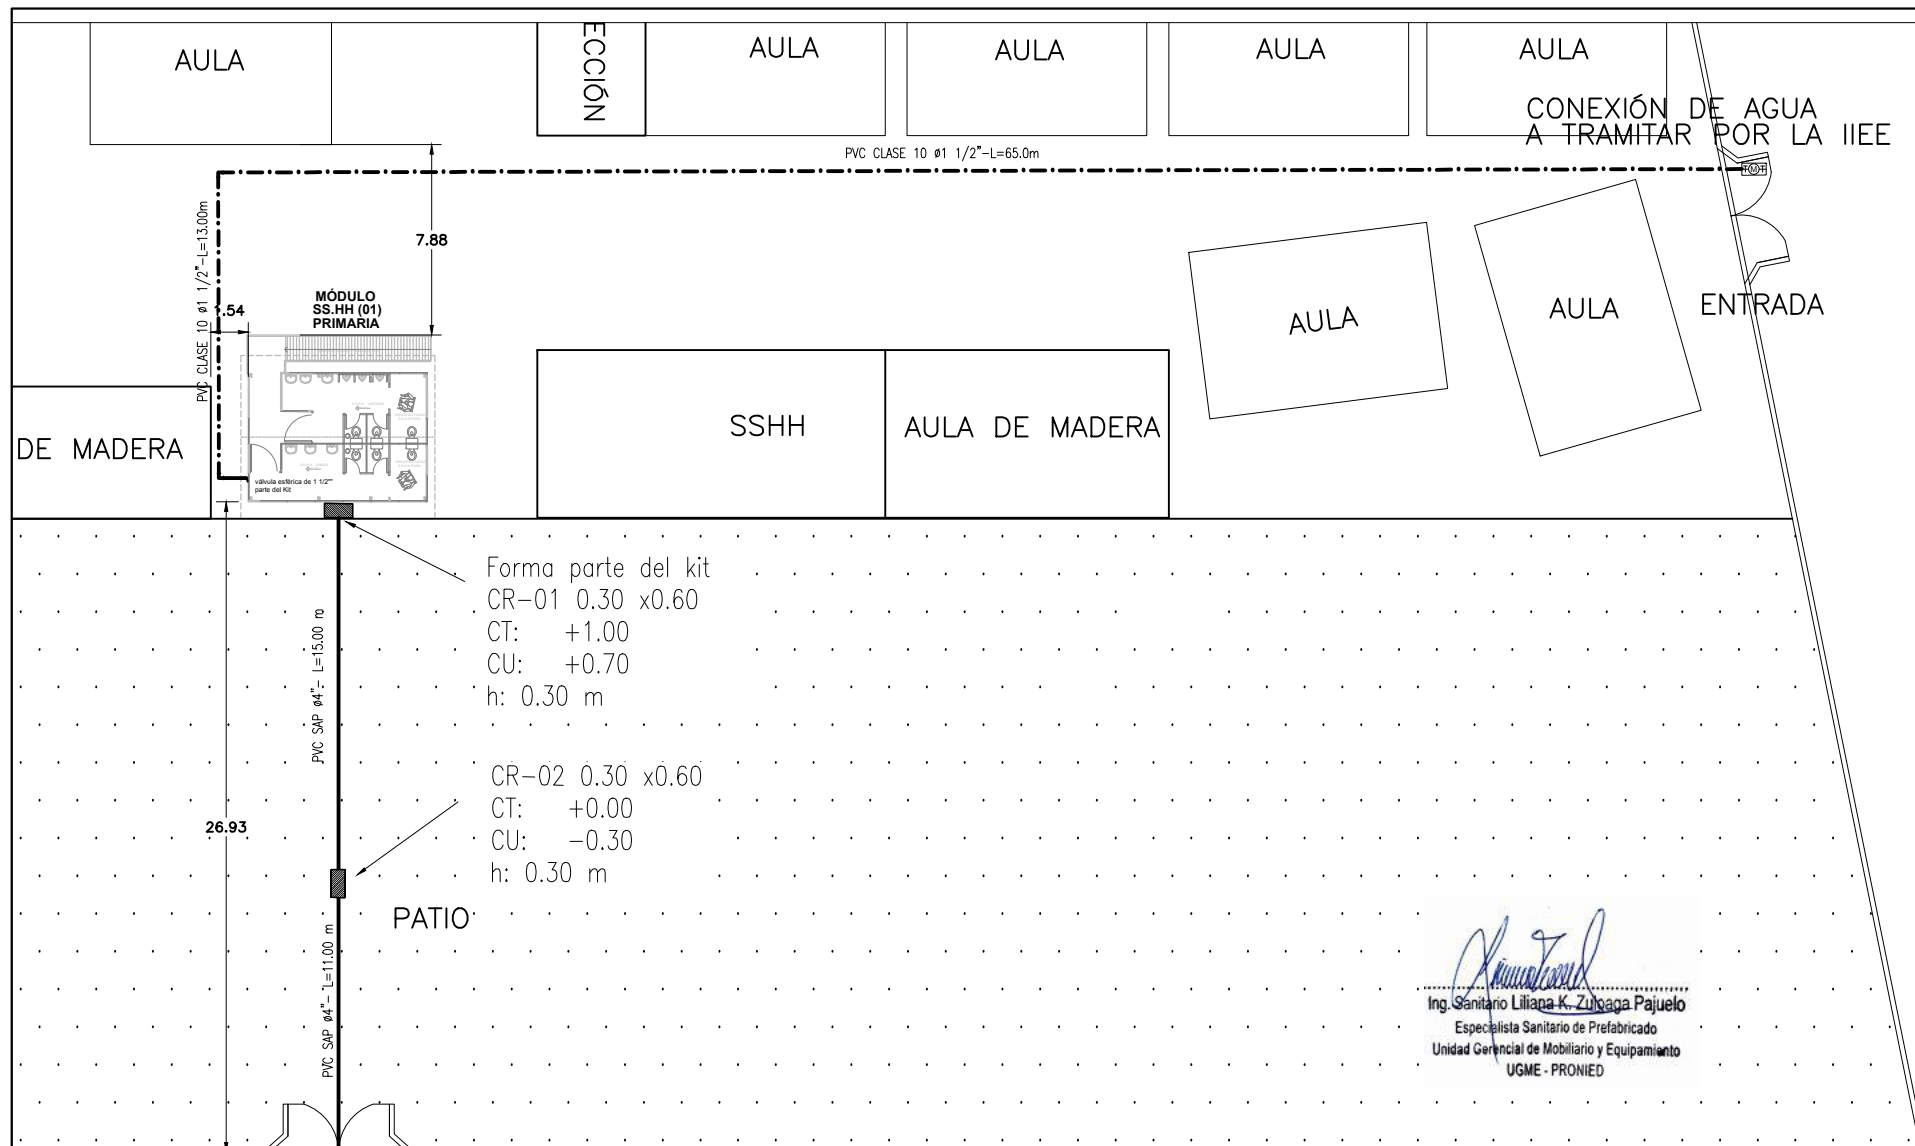 AULA
ECCIÓN
AULA
AULA
AULA
AULA
CONEXIÓN DE AGUA
A TRAMITAR POR LA IIEE
PVC CLASE 10 ø1 1/2"-L=65.0m
PVC CLASE 10 ø1 1/2"-L=13.00m
7.88
.54
MÓDULO
SS.HH (01)
PRIMARIA
AULA
AULA
ENTRADA
DE MADERA
SSHH
AULA DE MADERA
válvula esférica de 1 1/2""
parte del Kit
Forma parte del kit
CR-01 0.30 x0.60
CT: +1.00
CU: +0.70
h: 0.30 m
PVC SAP ø4"- L=15.00 m
CR-02 0.30 x0.60
CT: +0.00
CU: -0.30
h: 0.30 m
26.93
PATIO
PVC SAP ø4"- L=11.00 m
Ing. Sanitario Liliana K. Zuloaga Pajuelo
Especialista Sanitario de Prefabricado
Unidad Gerencial de Mobiliario y Equipamiento
UGME - PRONIED